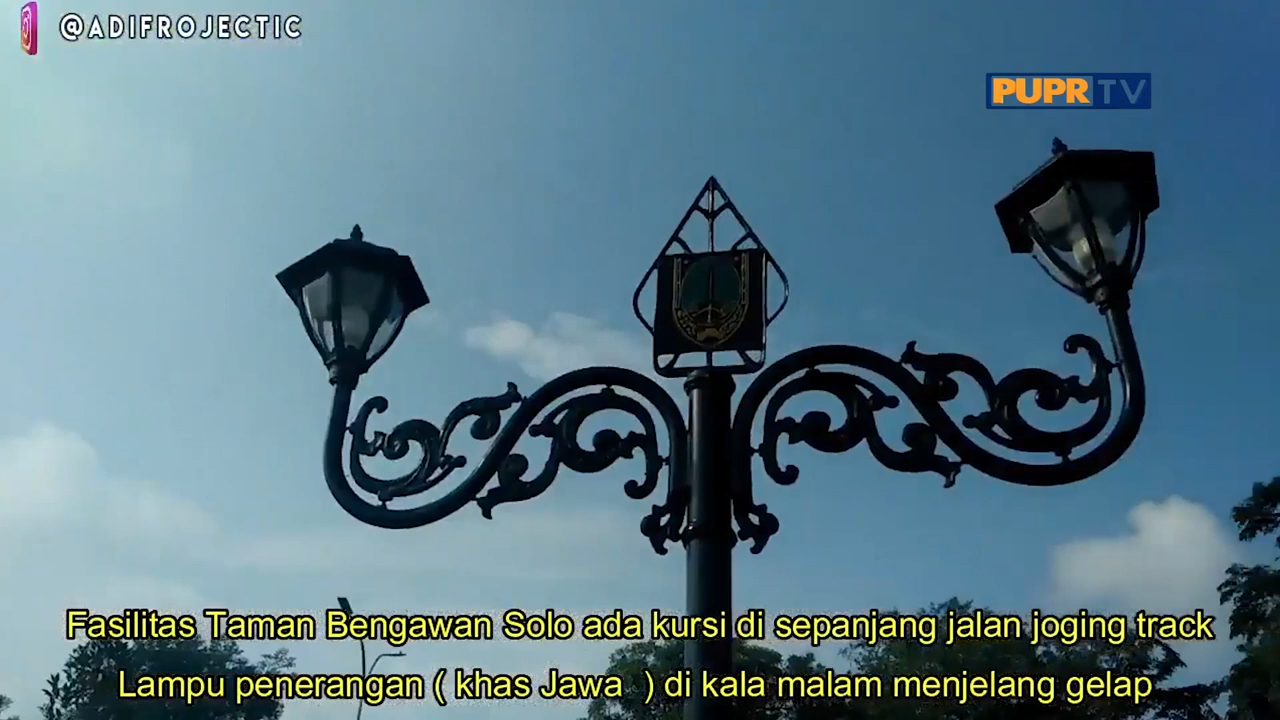 @ADIFROJECTIC
PUPR TV
Fasilitas Taman Bengawan Solo ada kursi di sepanjang jalan joging track
Lampu penerangan ( khas Jawa ) di kala malam menjelang gelap